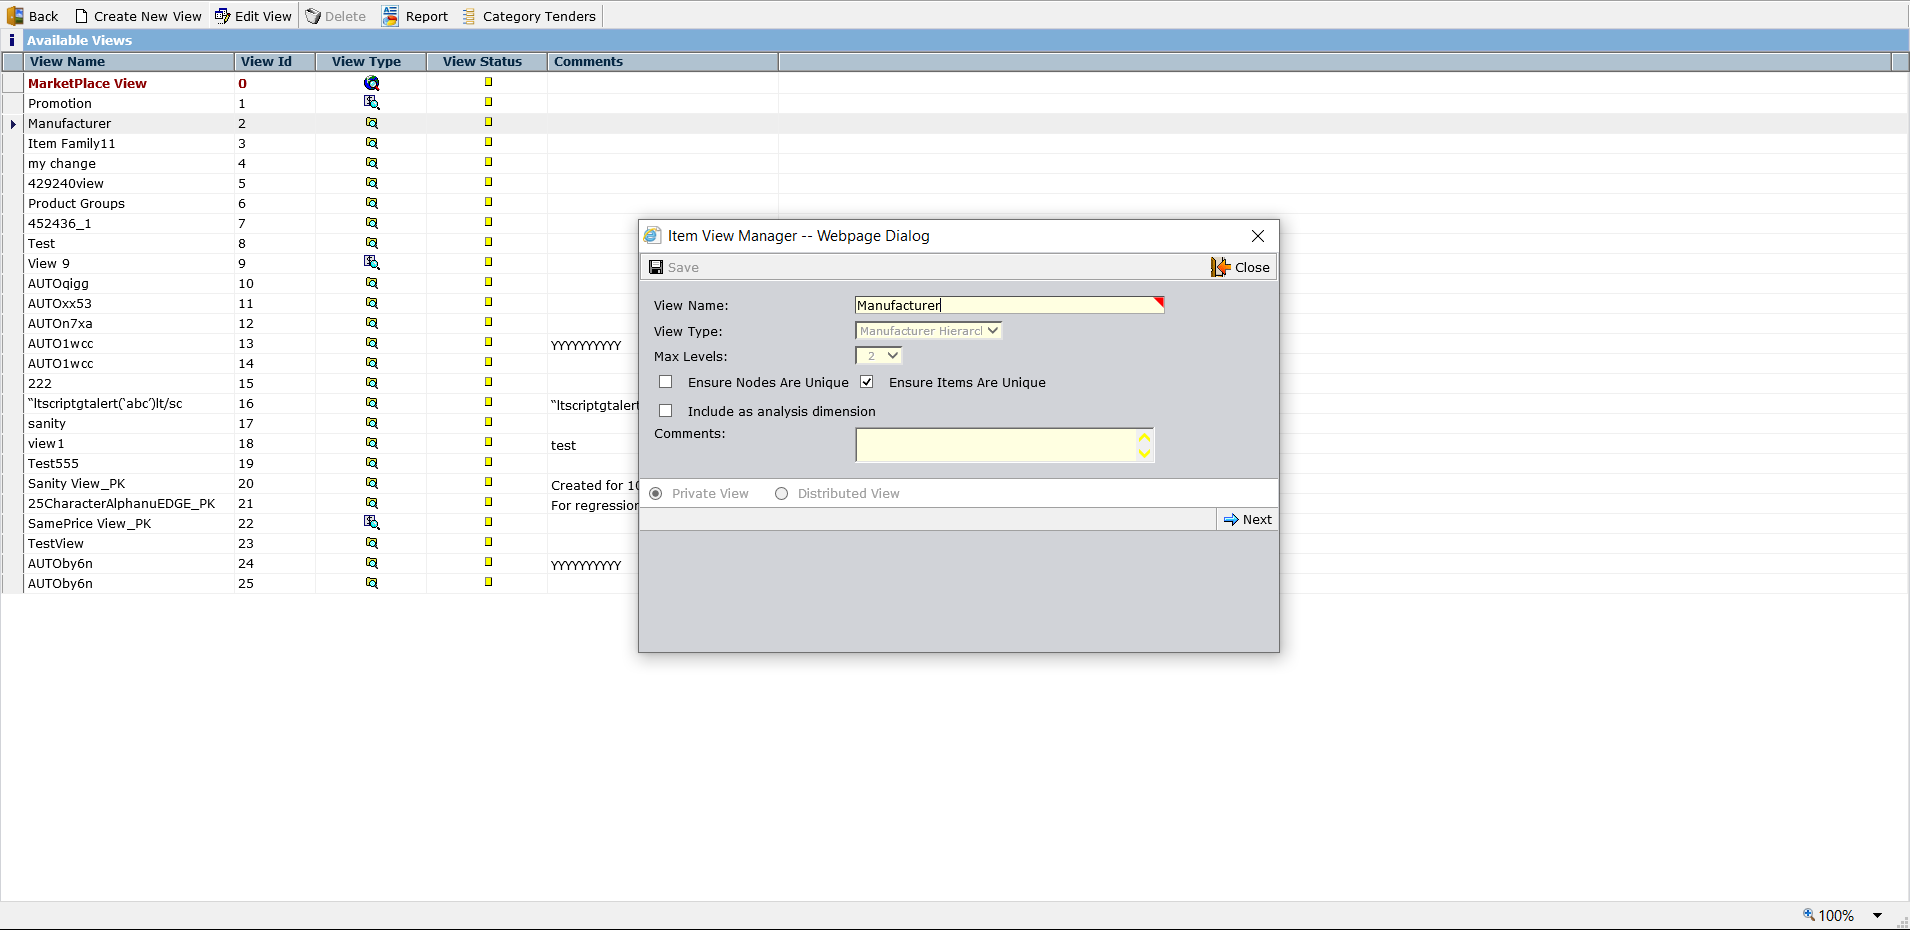 Back Create New View Edit View Delete Report Category Tenders
i Available Views
View Name View Id View Type View Status Comments
MarketPlace View 0
Promotion 1
Manufacturer 2
Item Family11 3
my change 4
429240view 5
Product Groups 6
452436_1 7
Test 8
View 9 9
AUTOqigg 10
AUTOxx53 11
AUTOn7xa 12
AUTO1wcc 13 YYYYYYYYYY
AUTO1wcc 14
222 15
“ltscriptgtalert(‘abc’)lt/sc 16 “ltscriptgtalert
sanity 17
view1 18 test
Test555 19
Sanity View_PK 20 Created for 10
25CharacterAlphanuEDGE_PK 21 For regression
SamePrice View_PK 22
TestView 23
AUTOby6n 24 YYYYYYYYYY
AUTOby6n 25
Item View Manager -- Webpage Dialog
Save Close
View Name: Manufacturer
View Type: Manufacturer Hierarc
Max Levels: 2
Ensure Nodes Are Unique Ensure Items Are Unique
Include as analysis dimension
Comments:
Private View Distributed View
Next
100%